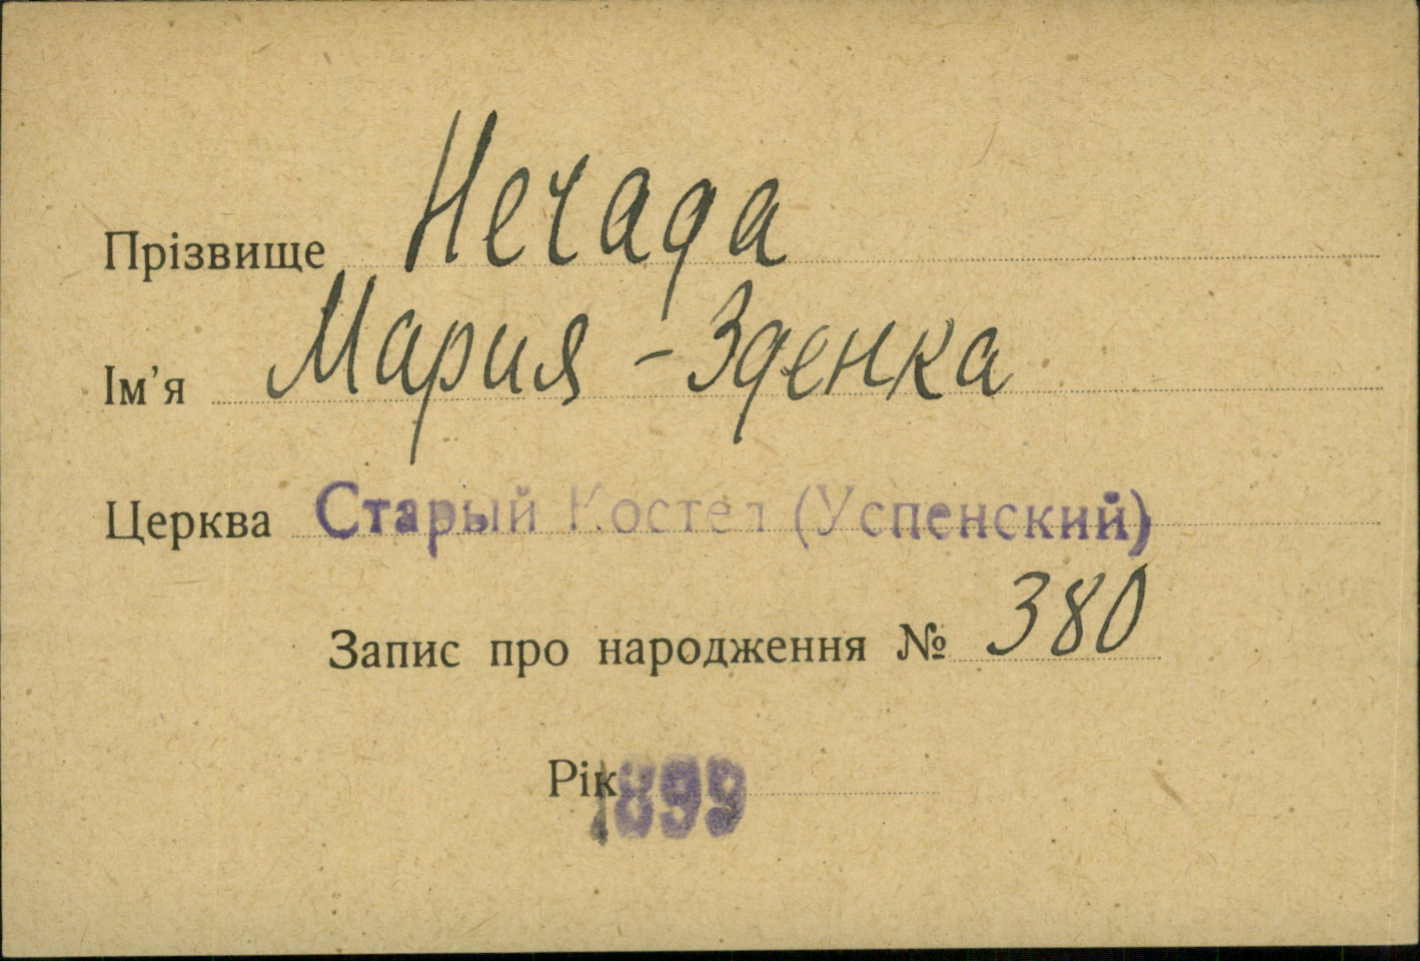 Прізвище Нечада
Ім'я Мария - Зденка
Церква Старый Костел (Успенский)
Запис про народження № 380
Рік 1899